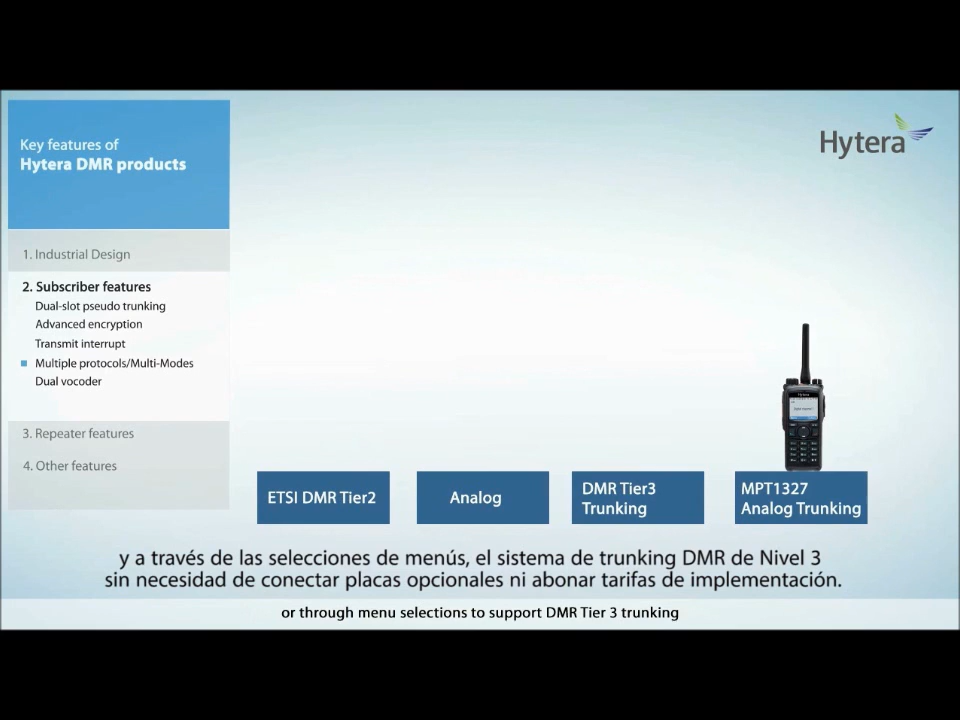 Key features of
Hytera DMR products
Hytera
1. Industrial Design
2. Subscriber features
Dual-slot pseudo trunking
Advanced encryption
Transmit interrupt
Multiple protocols/Multi-Modes
Dual vocoder
3. Repeater features
4. Other features
ETSI DMR Tier2
Analog
DMR Tier3
Trunking
MPT1327
Analog Trunking
y a través de las selecciones de menús, el sistema de trunking DMR de Nivel 3
sin necesidad de conectar placas opcionales ni abonar tarifas de implementación.
or through menu selections to support DMR Tier 3 trunking